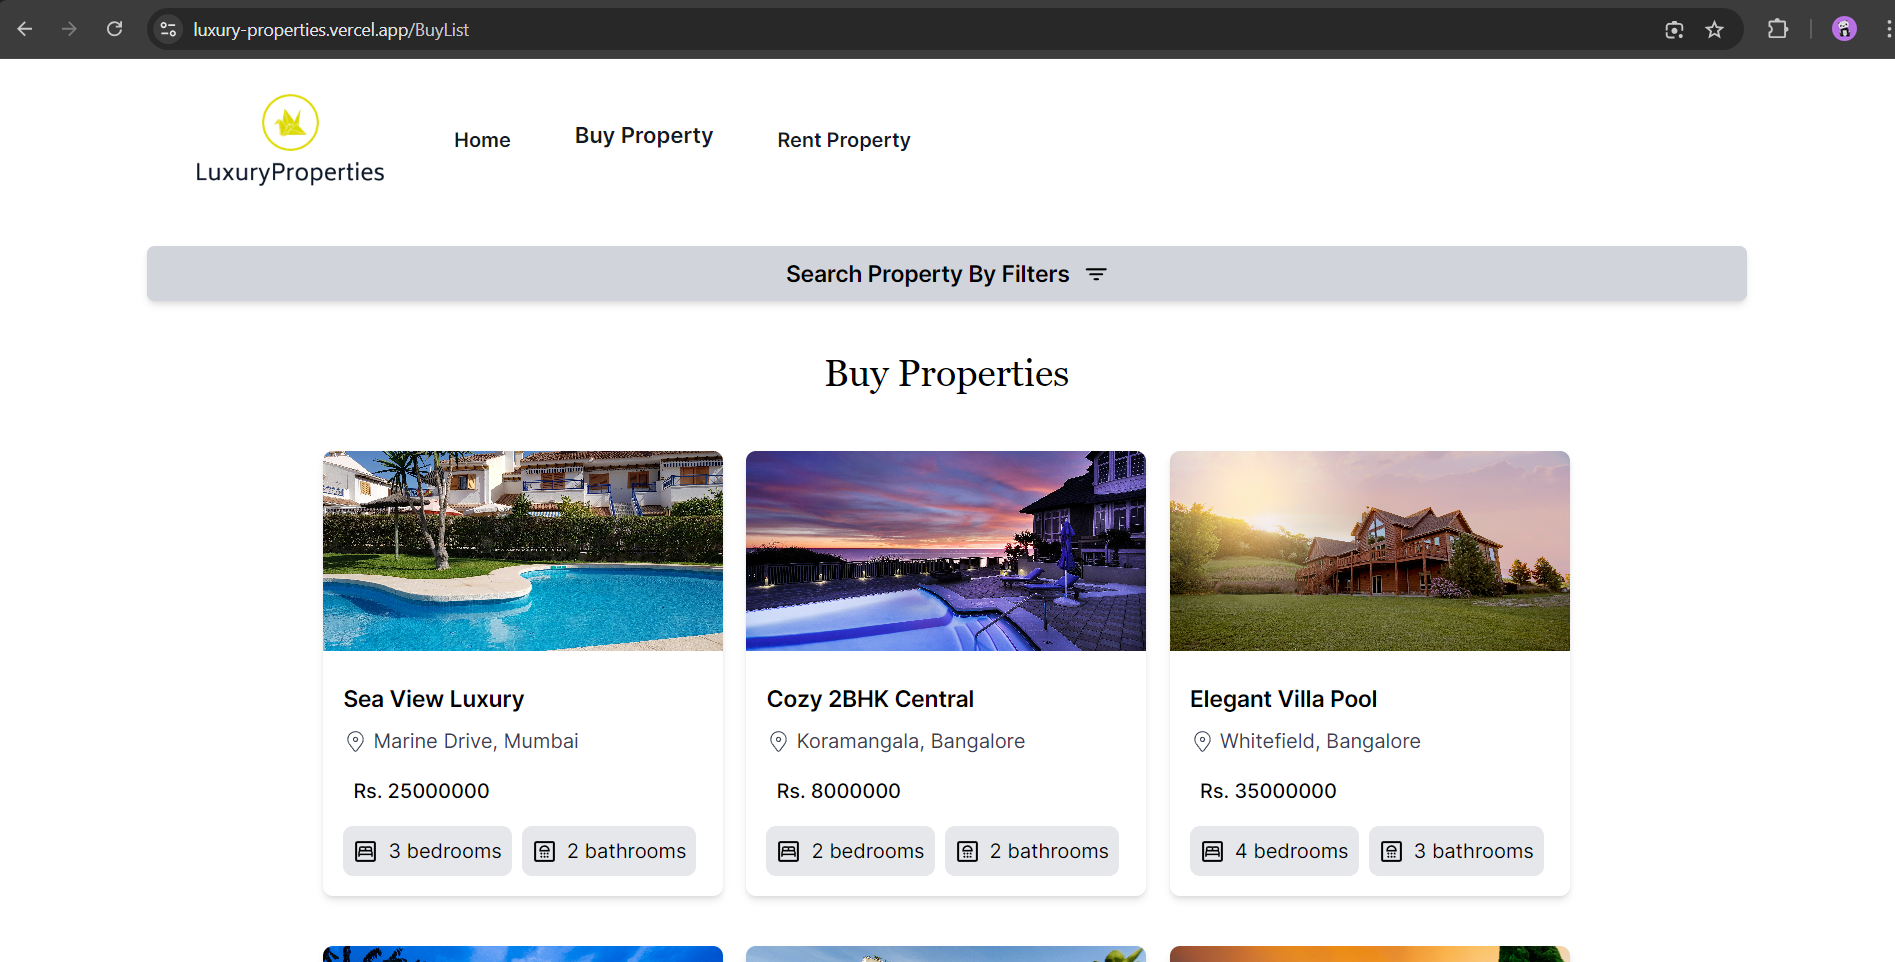 luxury-properties.vercel.app/BuyList
LuxuryProperties
Home
Buy Property
Rent Property
Search Property By Filters
Buy Properties
Sea View Luxury
Marine Drive, Mumbai
Rs. 25000000
3 bedrooms
2 bathrooms
Cozy 2BHK Central
Koramangala, Bangalore
Rs. 8000000
2 bedrooms
2 bathrooms
Elegant Villa Pool
Whitefield, Bangalore
Rs. 35000000
4 bedrooms
3 bathrooms